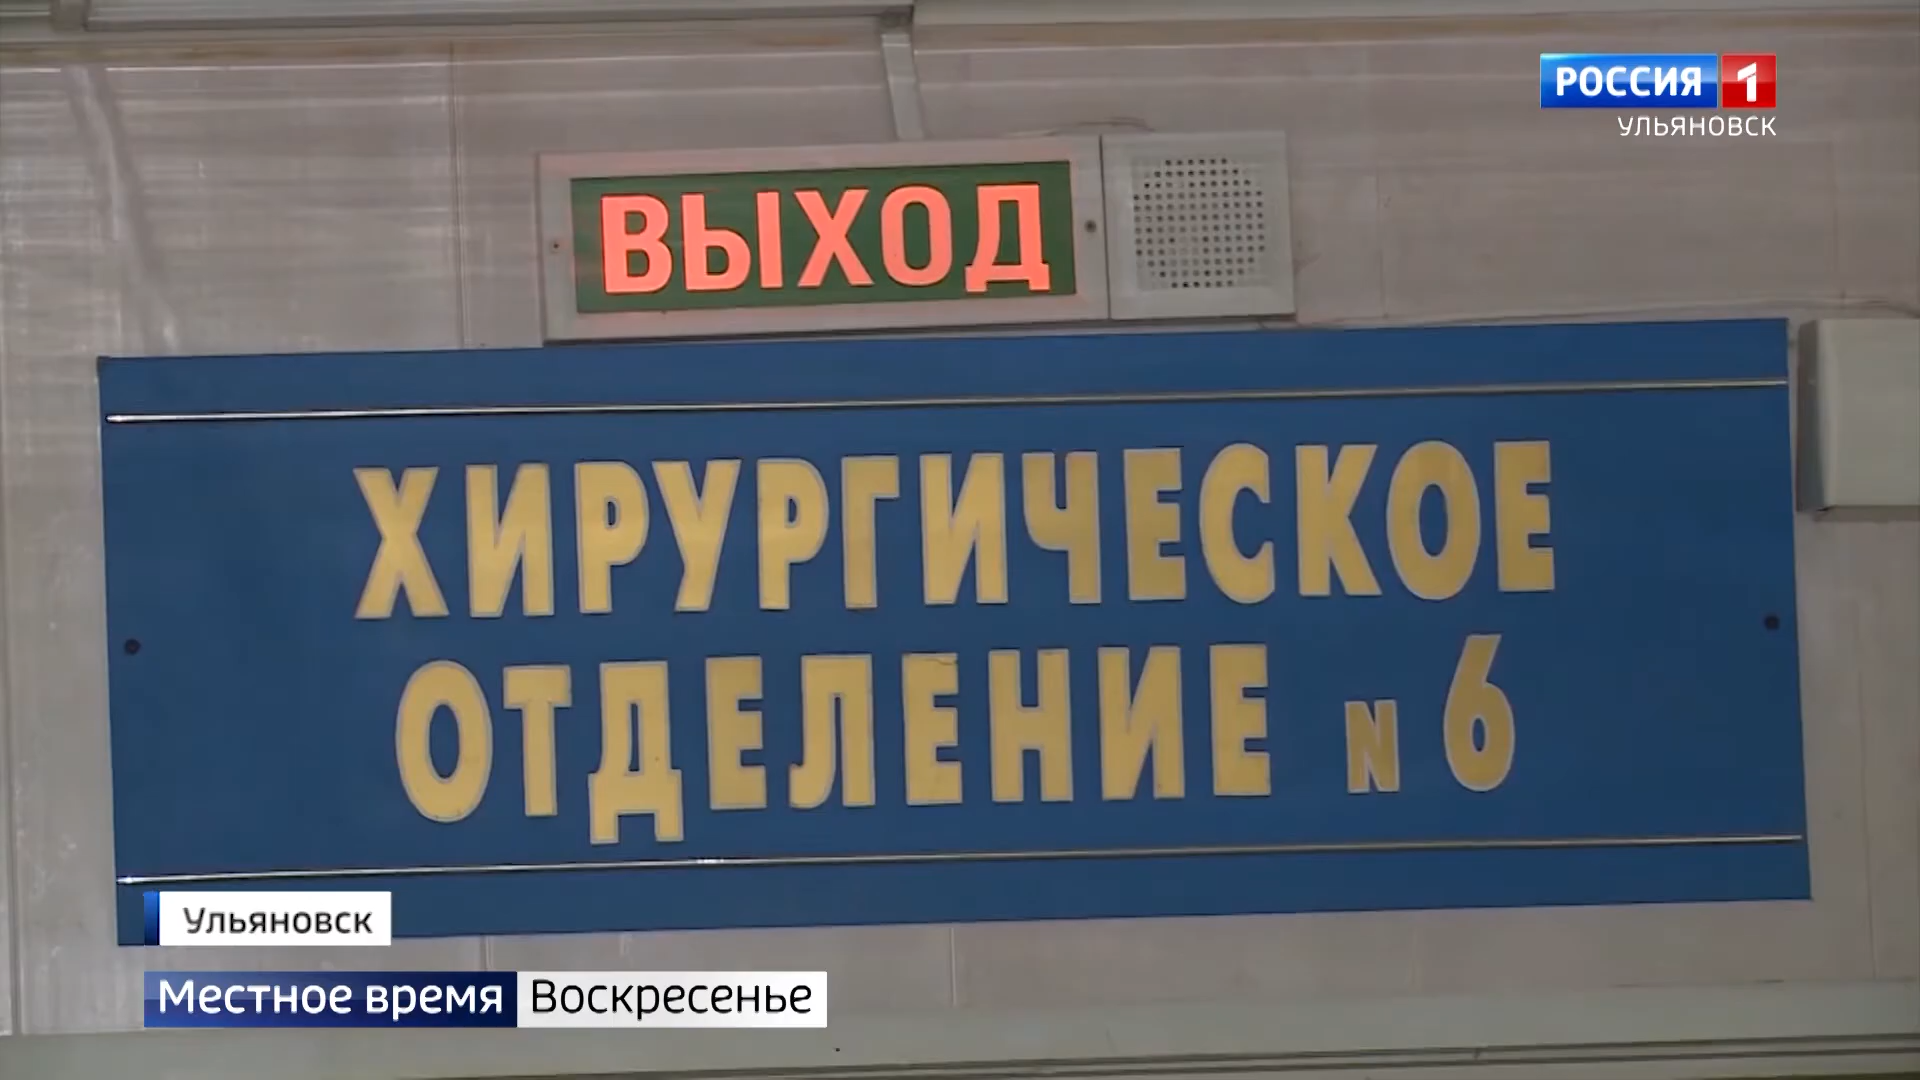 РОССИЯ 1
УЛЬЯНОВСК
ВЫХОД
ХИРУРГИЧЕСКОЕ
ОТДЕЛЕНИЕ N 6
Ульяновск
Местное время Воскресенье